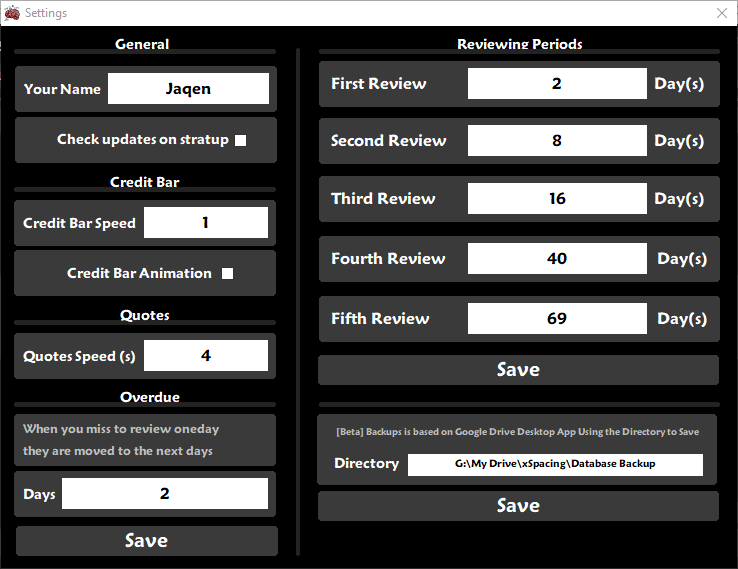 Settings
General
Your Name Jaqen
Check updates on stratup
Credit Bar
Credit Bar Speed 1
Credit Bar Animation
Quotes
Quotes Speed (s) 4
Overdue
When you miss to review oneday
they are moved to the next days
Days 2
Save
Reviewing Periods
First Review 2 Day(s)
Second Review 8 Day(s)
Third Review 16 Day(s)
Fourth Review 40 Day(s)
Fifth Review 69 Day(s)
Save
[Beta] Backups is based on Google Drive Desktop App Using the Directory to Save
Directory G:\My Drive\xSpacing\Database Backup
Save